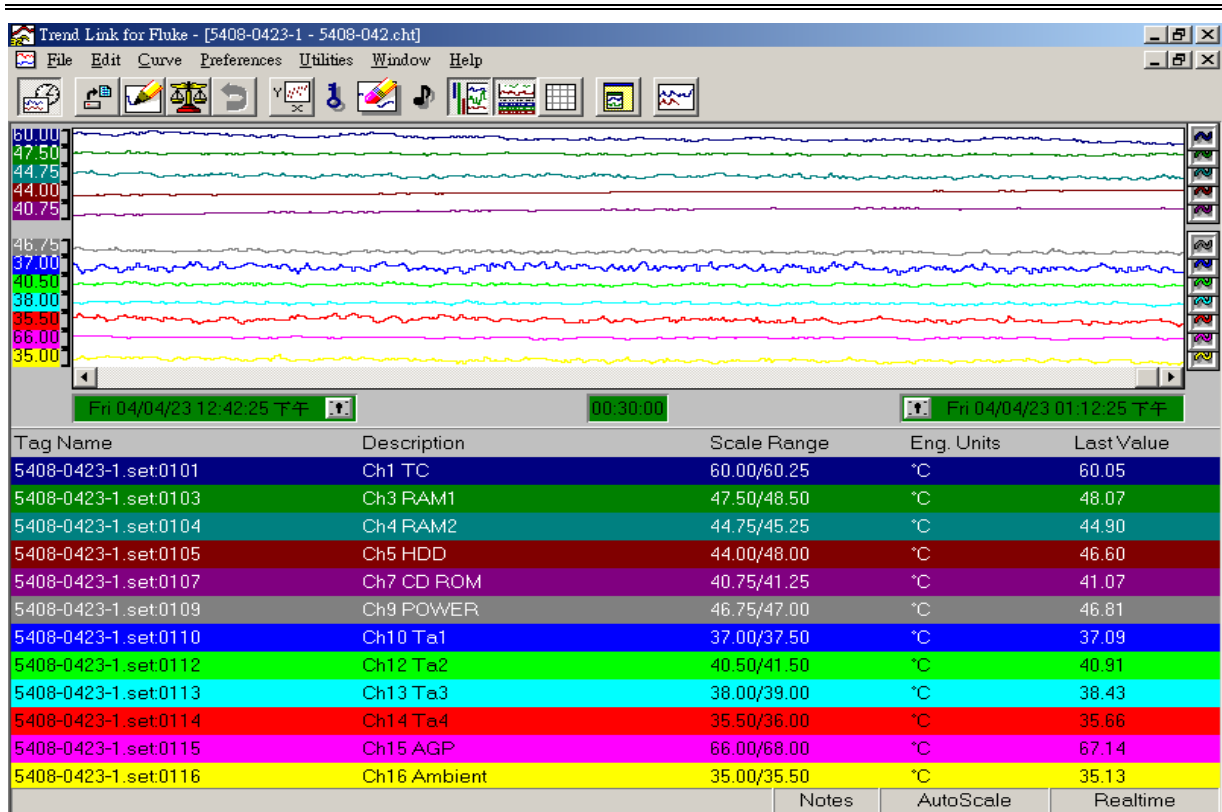 Trend Link for Fluke - [5408-0423-1 - 5408-042.cht]
File Edit Curve Preferences Utilities Window Help
60.00
47.50
44.75
44.00
40.75
46.75
37.00
40.50
38.00
35.50
66.00
35.00
Fri 04/04/23 12:42:25 下午 00:30:00 Fri 04/04/23 01:12:25 下午
Tag Name Description Scale Range Eng. Units Last Value
5408-0423-1.set:0101 Ch1 TC 60.00/60.25 °C 60.05
5408-0423-1.set:0103 Ch3 RAM1 47.50/48.50 °C 48.07
5408-0423-1.set:0104 Ch4 RAM2 44.75/45.25 °C 44.90
5408-0423-1.set:0105 Ch5 HDD 44.00/48.00 °C 46.60
5408-0423-1.set:0107 Ch7 CD ROM 40.75/41.25 °C 41.07
5408-0423-1.set:0109 Ch9 POWER 46.75/47.00 °C 46.81
5408-0423-1.set:0110 Ch10 Ta1 37.00/37.50 °C 37.09
5408-0423-1.set:0112 Ch12 Ta2 40.50/41.50 °C 40.91
5408-0423-1.set:0113 Ch13 Ta3 38.00/39.00 °C 38.43
5408-0423-1.set:0114 Ch14 Ta4 35.50/36.00 °C 35.66
5408-0423-1.set:0115 Ch15 AGP 66.00/68.00 °C 67.14
5408-0423-1.set:0116 Ch16 Ambient 35.00/35.50 °C 35.13
Notes AutoScale Realtime